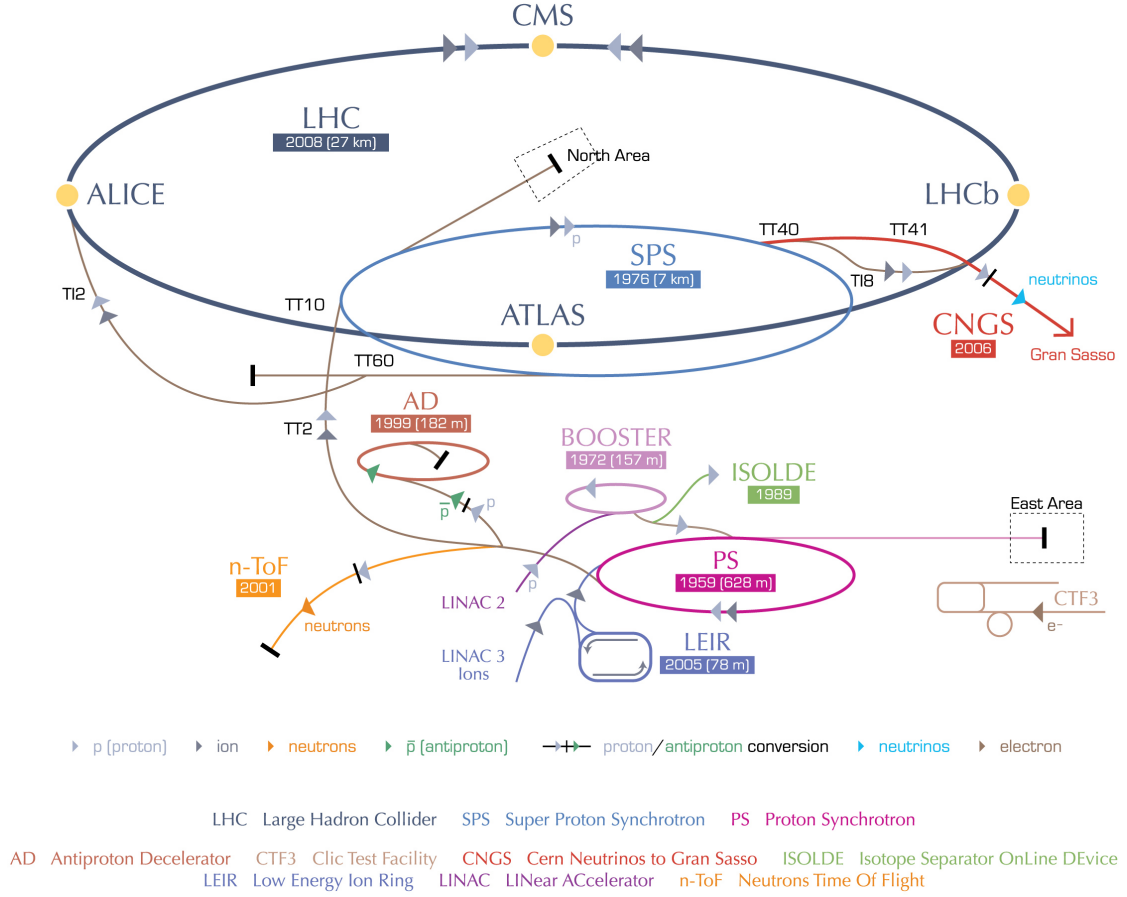 CMS
LHC
2008 (27 km)
North Area
ALICE
LHCb
TT40
TT41
p
SPS
1976 (7 km)
TI8
neutrinos
TI2
TT10
ATLAS
CNGS
2006
Gran Sasso
TT60
AD
1999 (182 m)
TT2
BOOSTER
1972 (157 m)
ISOLDE
1989
p̅
p
East Area
n-ToF
2001
PS
1959 (628 m)
p
LINAC 2
CTF3
neutrons
e-
LEIR
2005 (78 m)
LINAC 3
Ions
p (proton) ion neutrons p̅ (antiproton) proton/antiproton conversion neutrinos electron
LHC Large Hadron Collider SPS Super Proton Synchrotron PS Proton Synchrotron
AD Antiproton Decelerator CTF3 Clic Test Facility CNGS Cern Neutrinos to Gran Sasso ISOLDE Isotope Separator OnLine DEvice
LEIR Low Energy Ion Ring LINAC LINear ACcelerator n-ToF Neutrons Time Of Flight